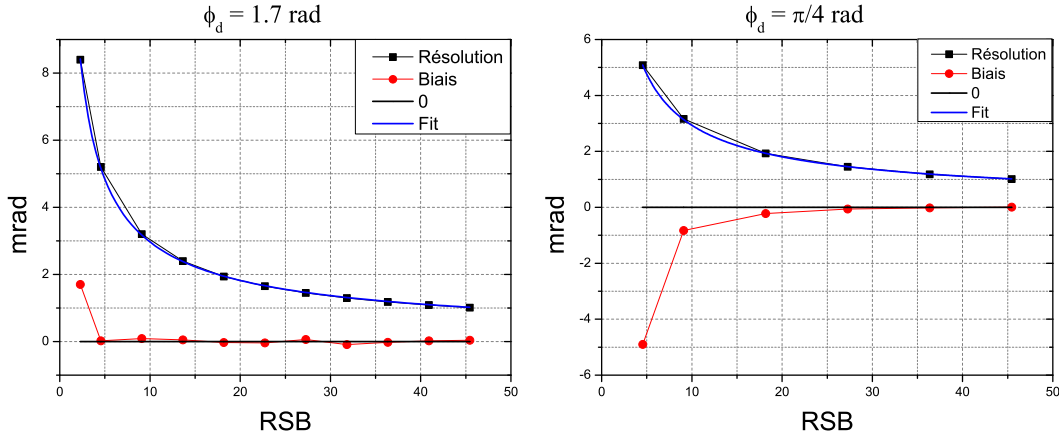 ϕd = 1.7 rad
Résolution
Biais
0
Fit
8
6
4
2
0
mrad
0
10
20
30
40
50
RSB
ϕd = π/4 rad
Résolution
Biais
0
Fit
6
4
2
0
-2
-4
-6
mrad
0
10
20
30
40
50
RSB